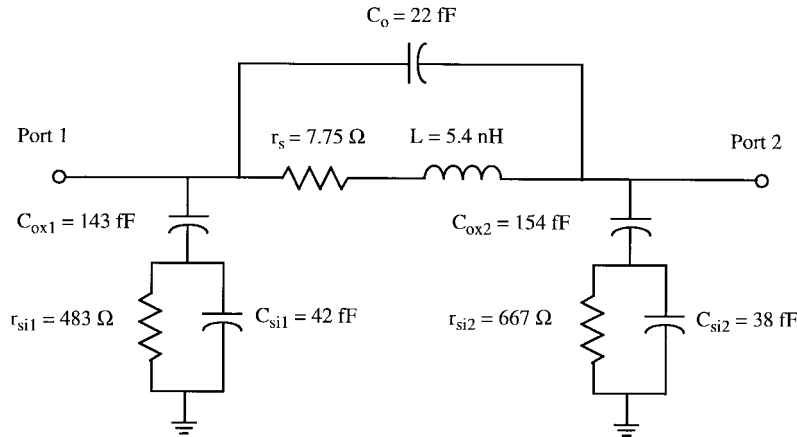 C_o = 22 fF
Port 1
r_s = 7.75 Ω
L = 5.4 nH
Port 2
C_ox1 = 143 fF
C_ox2 = 154 fF
r_si1 = 483 Ω
C_si1 = 42 fF
r_si2 = 667 Ω
C_si2 = 38 fF